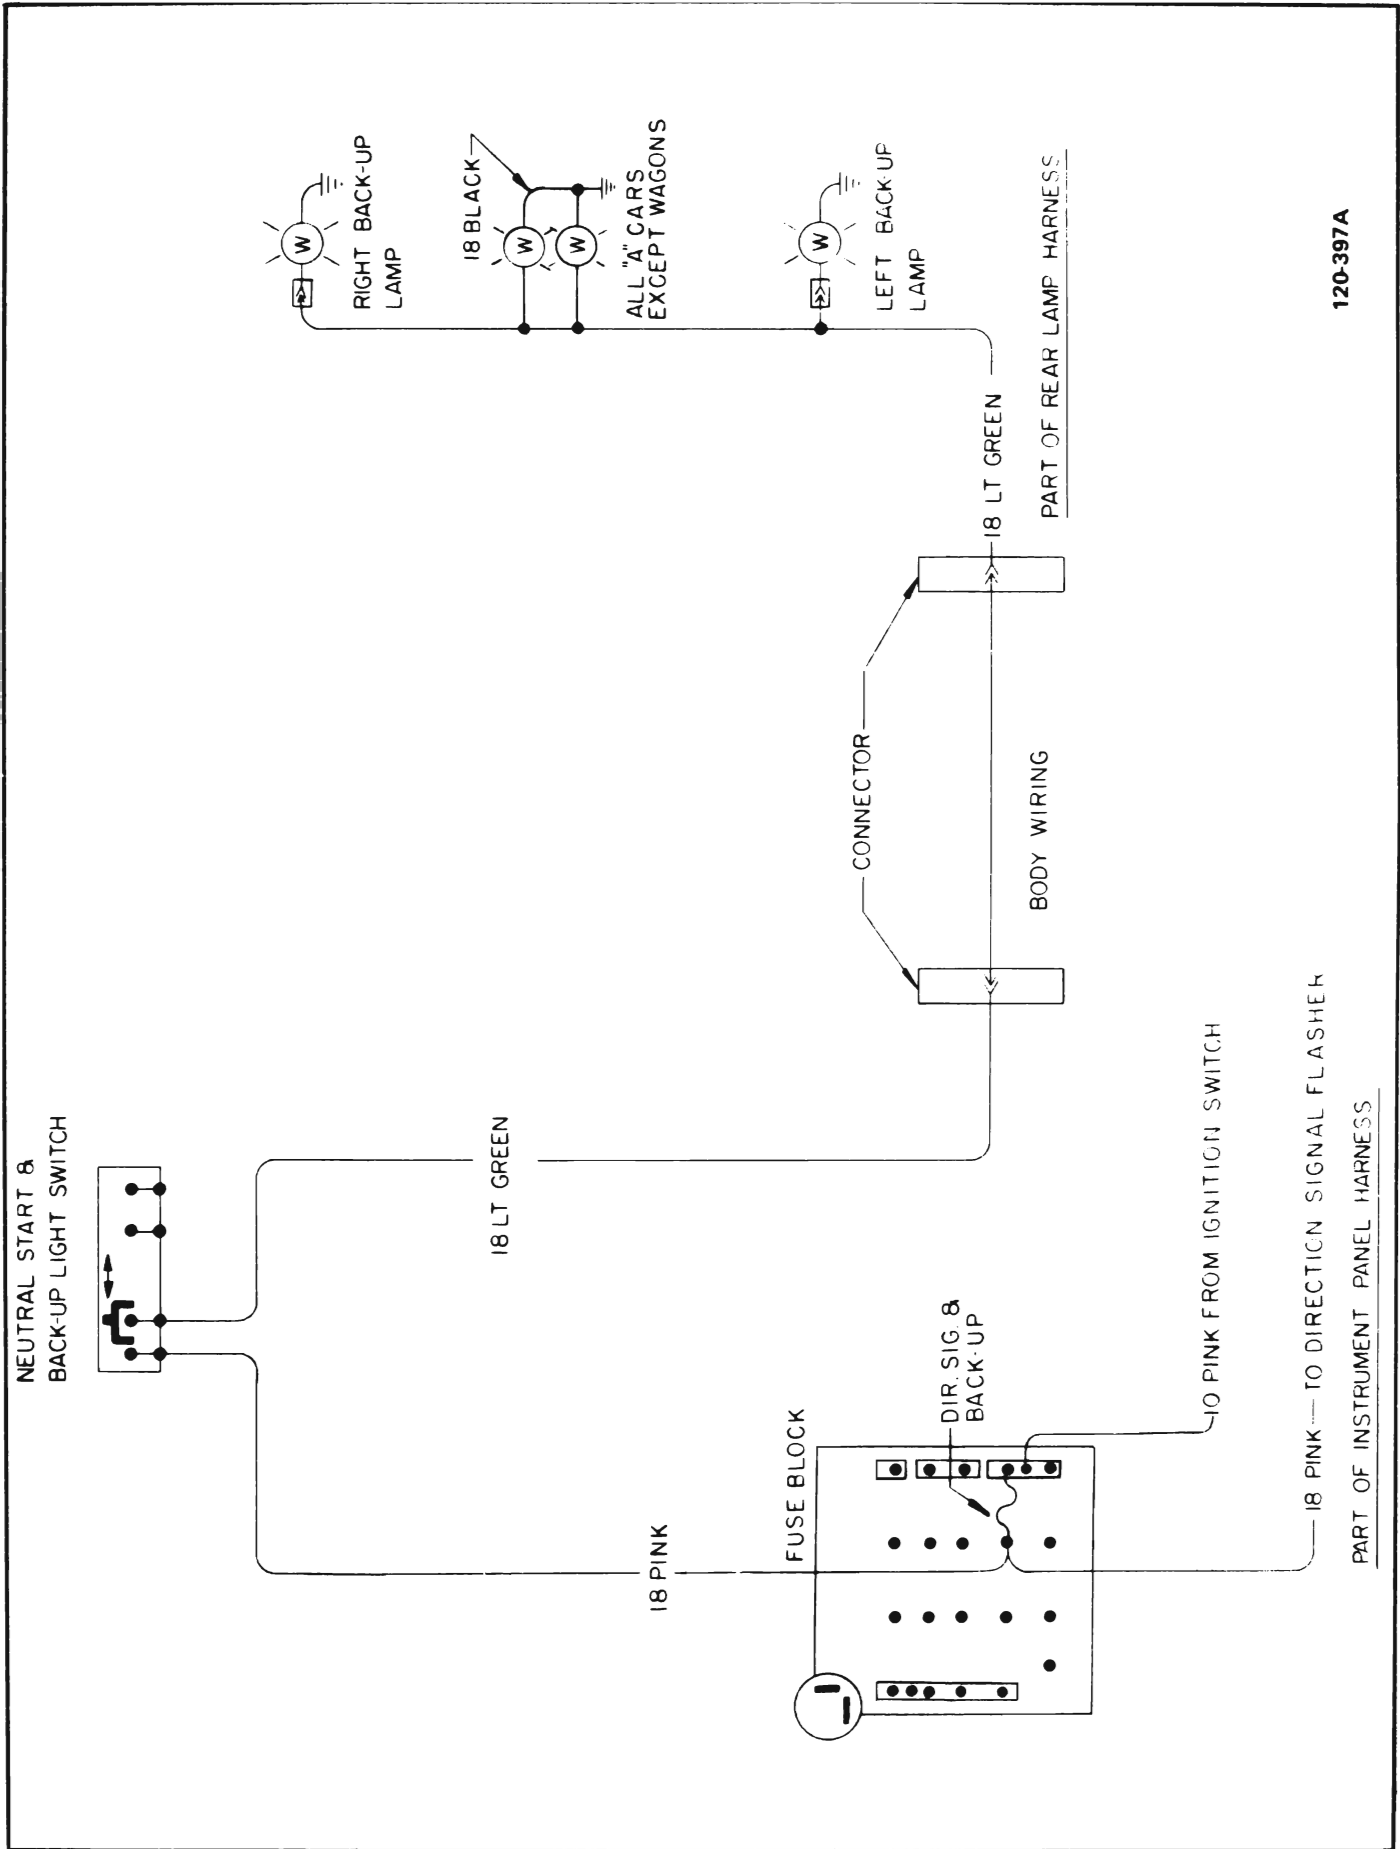 NEUTRAL START &
BACK-UP LIGHT SWITCH
18 LT GREEN
18 PINK
FUSE BLOCK
DIR. SIG. &
BACK-UP
10 PINK FROM IGNITION SWITCH
18 PINK — TO DIRECTION SIGNAL FLASHER
PART OF INSTRUMENT PANEL HARNESS
CONNECTOR
BODY WIRING
18 LT GREEN
PART OF REAR LAMP HARNESS
W
RIGHT BACK-UP
LAMP
18 BLACK
W
W
ALL "A" CARS
EXCEPT WAGONS
W
LEFT BACK-UP
LAMP
120-397A